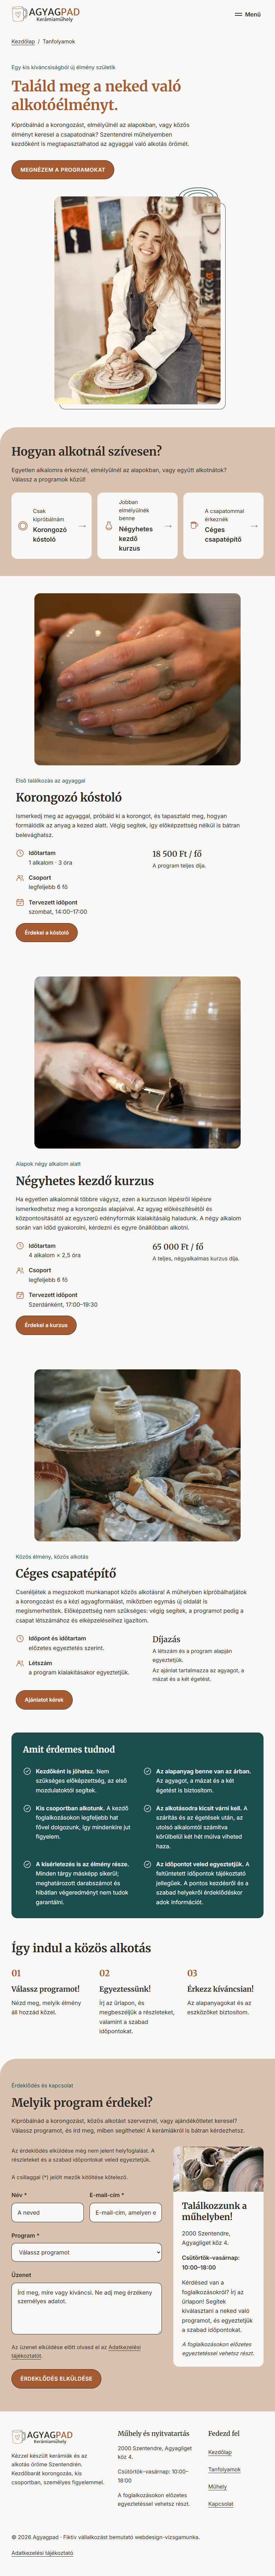 AGYAGPAD
Kerámiaműhely
Menü
Kezdőlap / Tanfolyamok
Egy kis kíváncsiságból új élmény születik
Találd meg a neked való
alkotóélményt.
Kipróbálnád a korongozást, elmélyülnél az alapokban, vagy közös
élményt keresel a csapatodnak? Szentendrei műhelyemben
kezdőként is megtapasztalhatod az agyaggal való alkotás örömét.
MEGNÉZEM A PROGRAMOKAT
Hogyan alkotnál szívesen?
Egyetlen alkalomra érkeznél, elmélyülnél az alapokban, vagy együtt alkotnátok?
Válassz a programok közül!
Csak
kipróbálnám
Korongozó
kóstoló
→
Jobban
elmélyülnék
benne
Négyhetes
kezdő
kurzus
→
A csapatommal
érkeznék
Céges
csapatépítő
→
Első találkozás az agyaggal
Korongozó kóstoló
Ismerkedj meg az agyaggal, próbáld ki a korongot, és tapasztald meg, hogyan
formálódik az anyag a kezed alatt. Végig segítek, így előképzettség nélkül is bátran
belevághatsz.
Időtartam
1 alkalom · 3 óra
Csoport
legfeljebb 6 fő
Tervezett időpont
szombat, 14:00–17:00
18 500 Ft / fő
A program teljes díja.
Érdekel a kóstoló
Alapok négy alkalom alatt
Négyhetes kezdő kurzus
Ha egyetlen alkalomnál többre vágysz, ezen a kurzuson lépésről lépésre
ismerkedhetsz meg a korongozás alapjaival. Az agyag előkészítésétől és
központosításától az egyszerű edényformák kialakításáig haladunk. A négy alkalom
során van időd gyakorolni, kérdezni és egyre önállóbban alkotni.
Időtartam
4 alkalom × 2,5 óra
Csoport
legfeljebb 6 fő
Tervezett időpont
Szerdánként, 17:00–19:30
65 000 Ft / fő
A teljes, négyalkalmas kurzus díja.
Érdekel a kurzus
Közös élmény, közös alkotás
Céges csapatépítő
Cseréljétek a megszokott munkanapot közös alkotásra! A műhelyben kipróbálhatjátok
a korongozást és a kézi agyagformálást, miközben egymás új oldalát is
megismerhetitek. Előképzettség nem szükséges: végig segítek, a programot pedig a
csapat létszámához és elképzeléseihez igazítom.
Időpont és időtartam
előzetes egyeztetés szerint.
Létszám
a program kialakításakor egyeztetjük.
Díjazás
A létszám és a program alapján
egyeztetjük.
Az ajánlat tartalmazza az agyagot, a
mázat és a két égetést.
Ajánlatot kérek
Amit érdemes tudnod
Kezdőként is jöhetsz. Nem
szükséges előképzettség, az első
mozdulatoktól segítek.
Az alapanyag benne van az árban.
Az agyagot, a mázat és a két
égetést is biztosítom.
Kis csoportban alkotunk. A kezdő
foglalkozásokon legfeljebb hat
fővel dolgozunk, így mindenkire jut
figyelem.
Az alkotásodra kicsit várni kell. A
szárítás és az égetések után, az
utolsó alkalomtól számítva
körülbelül két hét múlva viheted
haza.
A kísérletezés is az élmény része.
Minden tárgy másképp sikerül;
meghatározott darabszámot és
hibátlan végeredményt nem tudok
garantálni.
Az időpontot veled egyeztetjük. A
feltüntetett időpontok tájékoztató
jellegűek. A pontos kezdésről és a
szabad helyekről érdeklődéskor
adok információt.
Így indul a közös alkotás
01
Válassz programot!
Nézd meg, melyik élmény
áll hozzád közel.
02
Egyeztessünk!
Írj az űrlapon, és
megbeszéljük a részleteket,
valamint a szabad
időpontokat.
03
Érkezz kíváncsian!
Az alapanyagokat és az
eszközöket biztosítom.
Érdeklődés és kapcsolat
Melyik program érdekel?
Kipróbálnád a korongozást, közös alkotást szerveznél, vagy ajándékötletet keresel?
Válassz programot, és írd meg, miben segíthetek! A kerámiákról is bátran kérdezhetsz.
Az érdeklődés elküldése még nem jelent helyfoglalást. A
részleteket és a szabad időpontokat veled egyeztetjük.
A csillaggal (*) jelölt mezők kitöltése kötelező.
Név *
A neved
E-mail-cím *
E-mail-cím, amelyen e
Program *
Válassz programot
Üzenet
Írd meg, mire vagy kíváncsi. Ne adj meg érzékeny
személyes adatot.
Az üzenet elküldése előtt olvasd el az Adatkezelési
tájékoztatót.
ÉRDEKLŐDÉS ELKÜLDÉSE
Találkozzunk a
műhelyben!
2000 Szentendre,
Agyagliget köz 4.
Csütörtök–vasárnap:
10:00–18:00
Kérdésed van a
foglalkozásokról? Írj az
űrlapon! Segítek
kiválasztani a neked való
programot, és egyeztetjük
a szabad időpontokat.
A foglalkozásokon előzetes
egyeztetéssel vehetsz részt.
AGYAGPAD
Kerámiaműhely
Kézzel készült kerámiák és az
alkotás öröme Szentendrén.
Kezdőbarát korongozás, kis
csoportban, személyes figyelemmel.
Műhely és nyitvatartás
2000 Szentendre, Agyagliget
köz 4.
Csütörtök–vasárnap: 10:00–
18:00
A foglalkozásokon előzetes
egyeztetéssel vehetsz részt.
Fedezd fel
Kezdőlap
Tanfolyamok
Műhely
Kapcsolat
© 2026 Agyagpad · Fiktív vállalkozást bemutató webdesign-vizsgamunka.
Adatkezelési tájékoztató